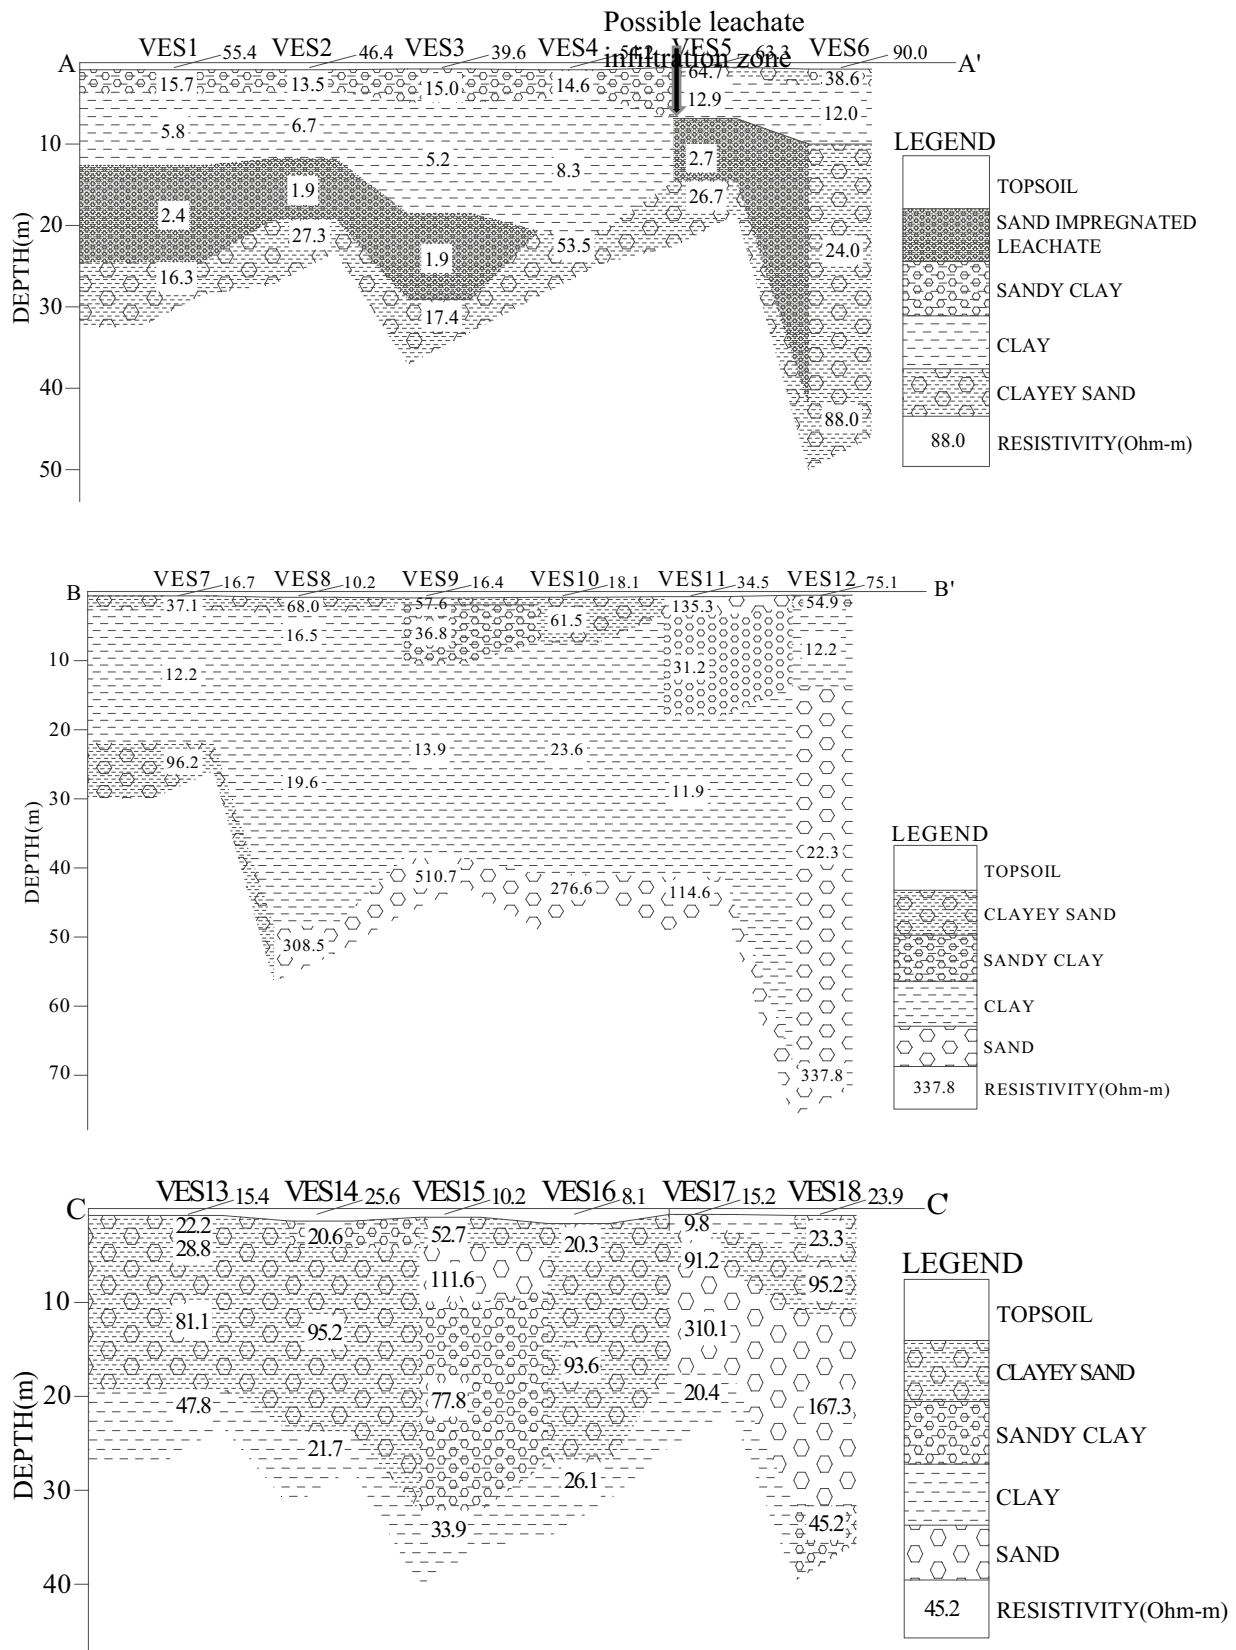 Possible leachate
infiltration zone
A VES1 55.4 VES2 46.4 VES3 39.6 VES4 54.2 VES5 63.3 VES6 90.0 A'
15.7 13.5 15.0 14.6 64.7 38.6
12.9 12.0
5.8 6.7 5.2 8.3
2.4 1.9 1.9 53.5 2.7 24.0
16.3 27.3 17.4 26.7 88.0
DEPTH(m)
10
20
30
40
50
LEGEND
TOPSOIL
SAND IMPREGNATED
LEACHATE
SANDY CLAY
CLAY
CLAYEY SAND
88.0 RESISTIVITY(Ohm-m)
B VES7 16.7 VES8 10.2 VES9 16.4 VES10 18.1 VES11 34.5 VES12 75.1 B'
37.1 68.0 57.6 61.5 135.3 54.9
16.5 36.8 31.2 12.2
12.2
96.2 19.6 13.9 23.6 11.9 22.3
308.5 510.7 276.6 114.6 337.8
DEPTH(m)
10
20
30
40
50
60
70
LEGEND
TOPSOIL
CLAYEY SAND
SANDY CLAY
CLAY
SAND
337.8 RESISTIVITY(Ohm-m)
C VES13 15.4 VES14 25.6 VES15 10.2 VES16 8.1 VES17 15.2 VES18 23.9 C'
22.2 20.6 52.7 20.3 9.8 23.3
28.8 111.6 91.2 95.2
81.1 95.2 77.8 93.6 310.1 167.3
47.8 21.7 33.9 26.1 20.4 45.2
DEPTH(m)
10
20
30
40
LEGEND
TOPSOIL
CLAYEY SAND
SANDY CLAY
CLAY
SAND
45.2 RESISTIVITY(Ohm-m)